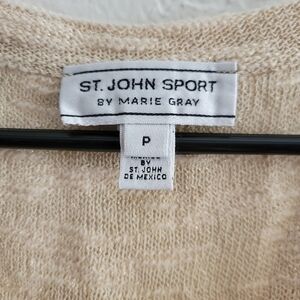 ST. JOHN SPORT
BY MARIE GRAY
P
BY
ST. JOHN
DE MEXICO